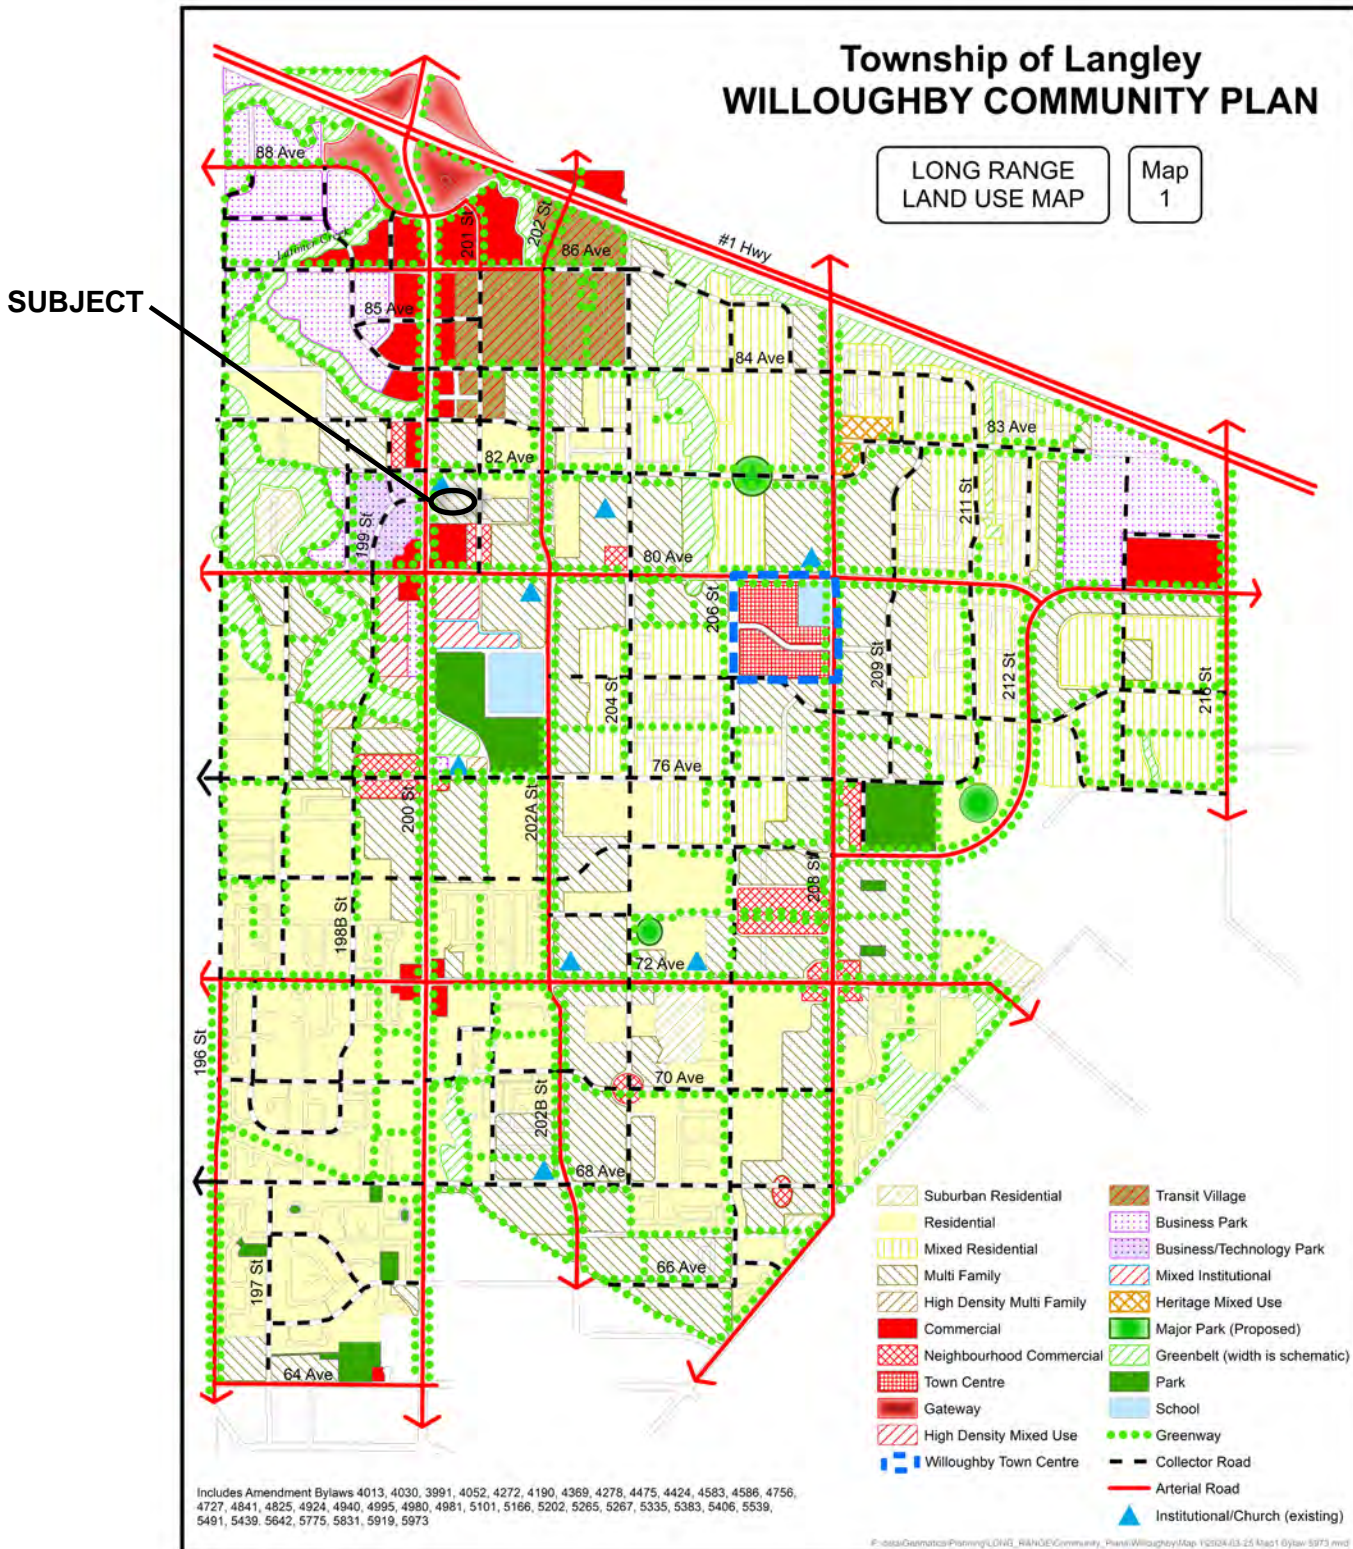 Township of Langley
WILLOUGHBY COMMUNITY PLAN
LONG RANGE
LAND USE MAP
Map
1
SUBJECT
88 Ave
201 St
202 St
86 Ave
#1 Hwy
Latimer Creek
85 Ave
84 Ave
83 Ave
82 Ave
199 St
211 St
80 Ave
206 St
209 St
212 St
216 St
204 St
76 Ave
200 St
202A St
208 St
198B St
72 Ave
196 St
70 Ave
202B St
68 Ave
66 Ave
197 St
64 Ave
Suburban Residential
Residential
Mixed Residential
Multi Family
High Density Multi Family
Commercial
Neighbourhood Commercial
Town Centre
Gateway
High Density Mixed Use
Willoughby Town Centre
Transit Village
Business Park
Business/Technology Park
Mixed Institutional
Heritage Mixed Use
Major Park (Proposed)
Greenbelt (width is schematic)
Park
School
Greenway
Collector Road
Arterial Road
Institutional/Church (existing)
Includes Amendment Bylaws 4013, 4030, 3991, 4052, 4272, 4190, 4369, 4278, 4475, 4424, 4583, 4586, 4756,
4727, 4841, 4825, 4924, 4940, 4995, 4980, 4981, 5101, 5166, 5202, 5265, 5267, 5335, 5383, 5406, 5539,
5491, 5439. 5642, 5775, 5831, 5919, 5973